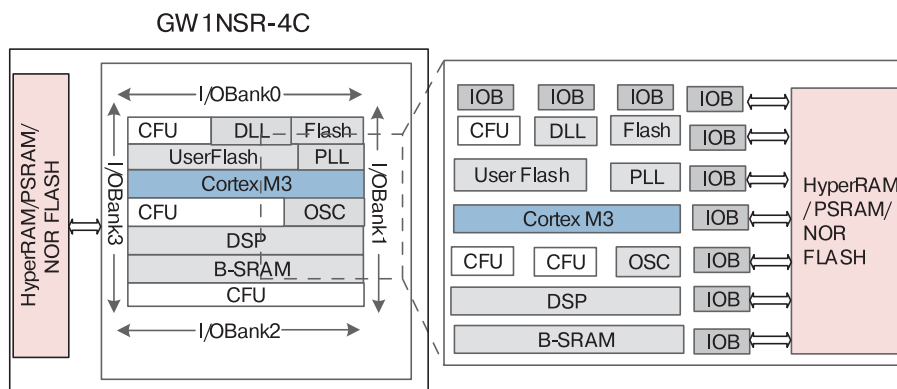 GW1NSR-4C
HyperRAM/PSRAM/
NOR FLASH
I/OBank0
I/OBank3
I/OBank1
I/OBank2
CFU
DLL
Flash
UserFlash
PLL
Cortex M3
CFU
OSC
DSP
B-SRAM
CFU
IOB
IOB
IOB
IOB
CFU
DLL
Flash
IOB
User Flash
PLL
IOB
Cortex M3
IOB
CFU
CFU
OSC
IOB
DSP
IOB
B-SRAM
IOB
HyperRAM
/PSRAM/
NOR
FLASH